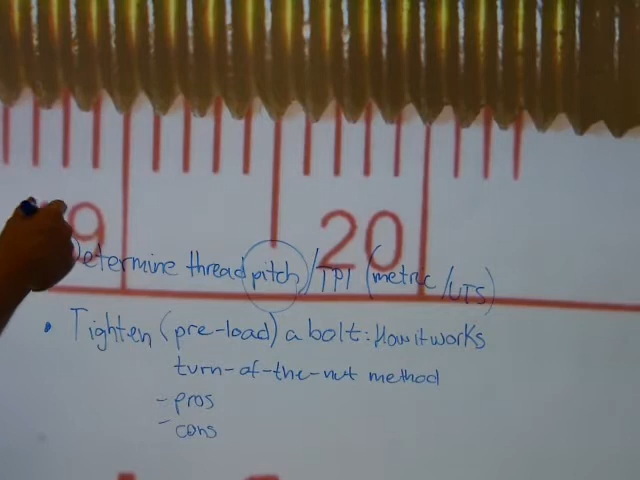 19 20
Determine thread pitch/TPI (metric/UTS)
• Tighten (pre-load) a bolt: How it works
turn-of-the-nut method
- pros
- cons